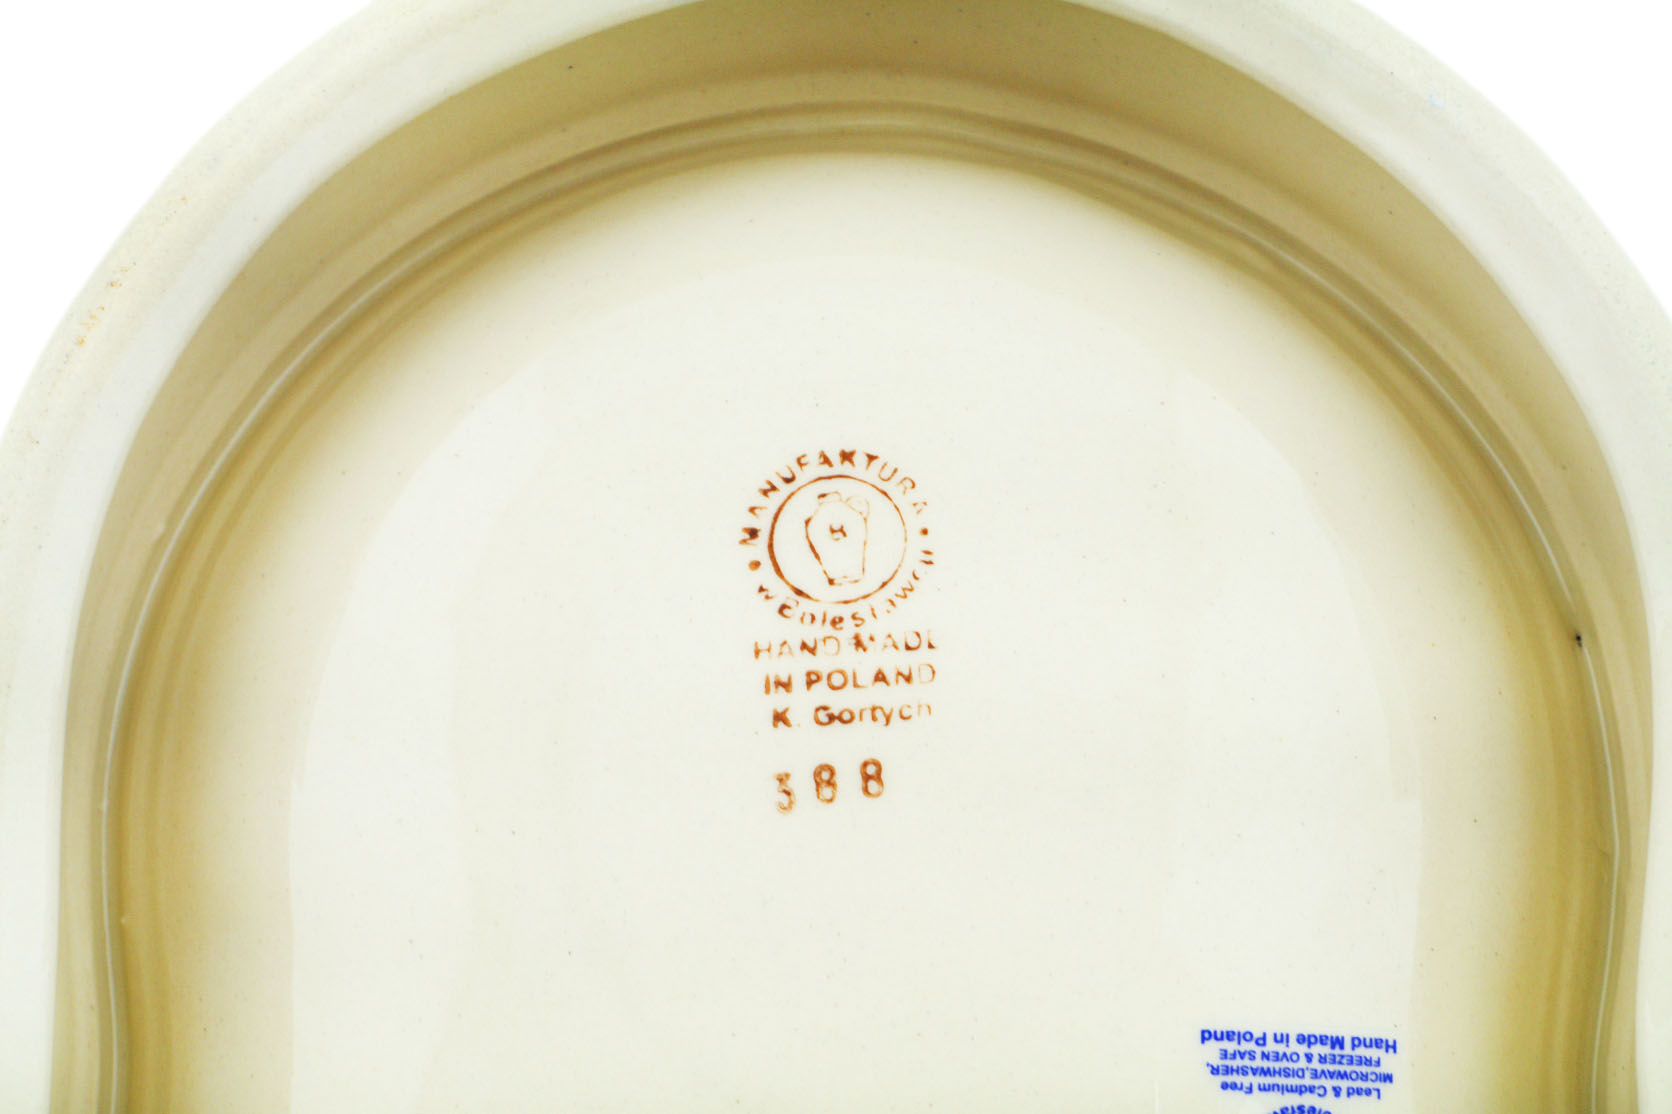 • MANUFAKTURA •
w Bolesławcu
HAND MADE
IN POLAND
K. Gortych
388
Lead & Cadmium Free
MICROWAVE,DISHWASHER,
FREEZER & OVEN SAFE
Hand Made in Poland